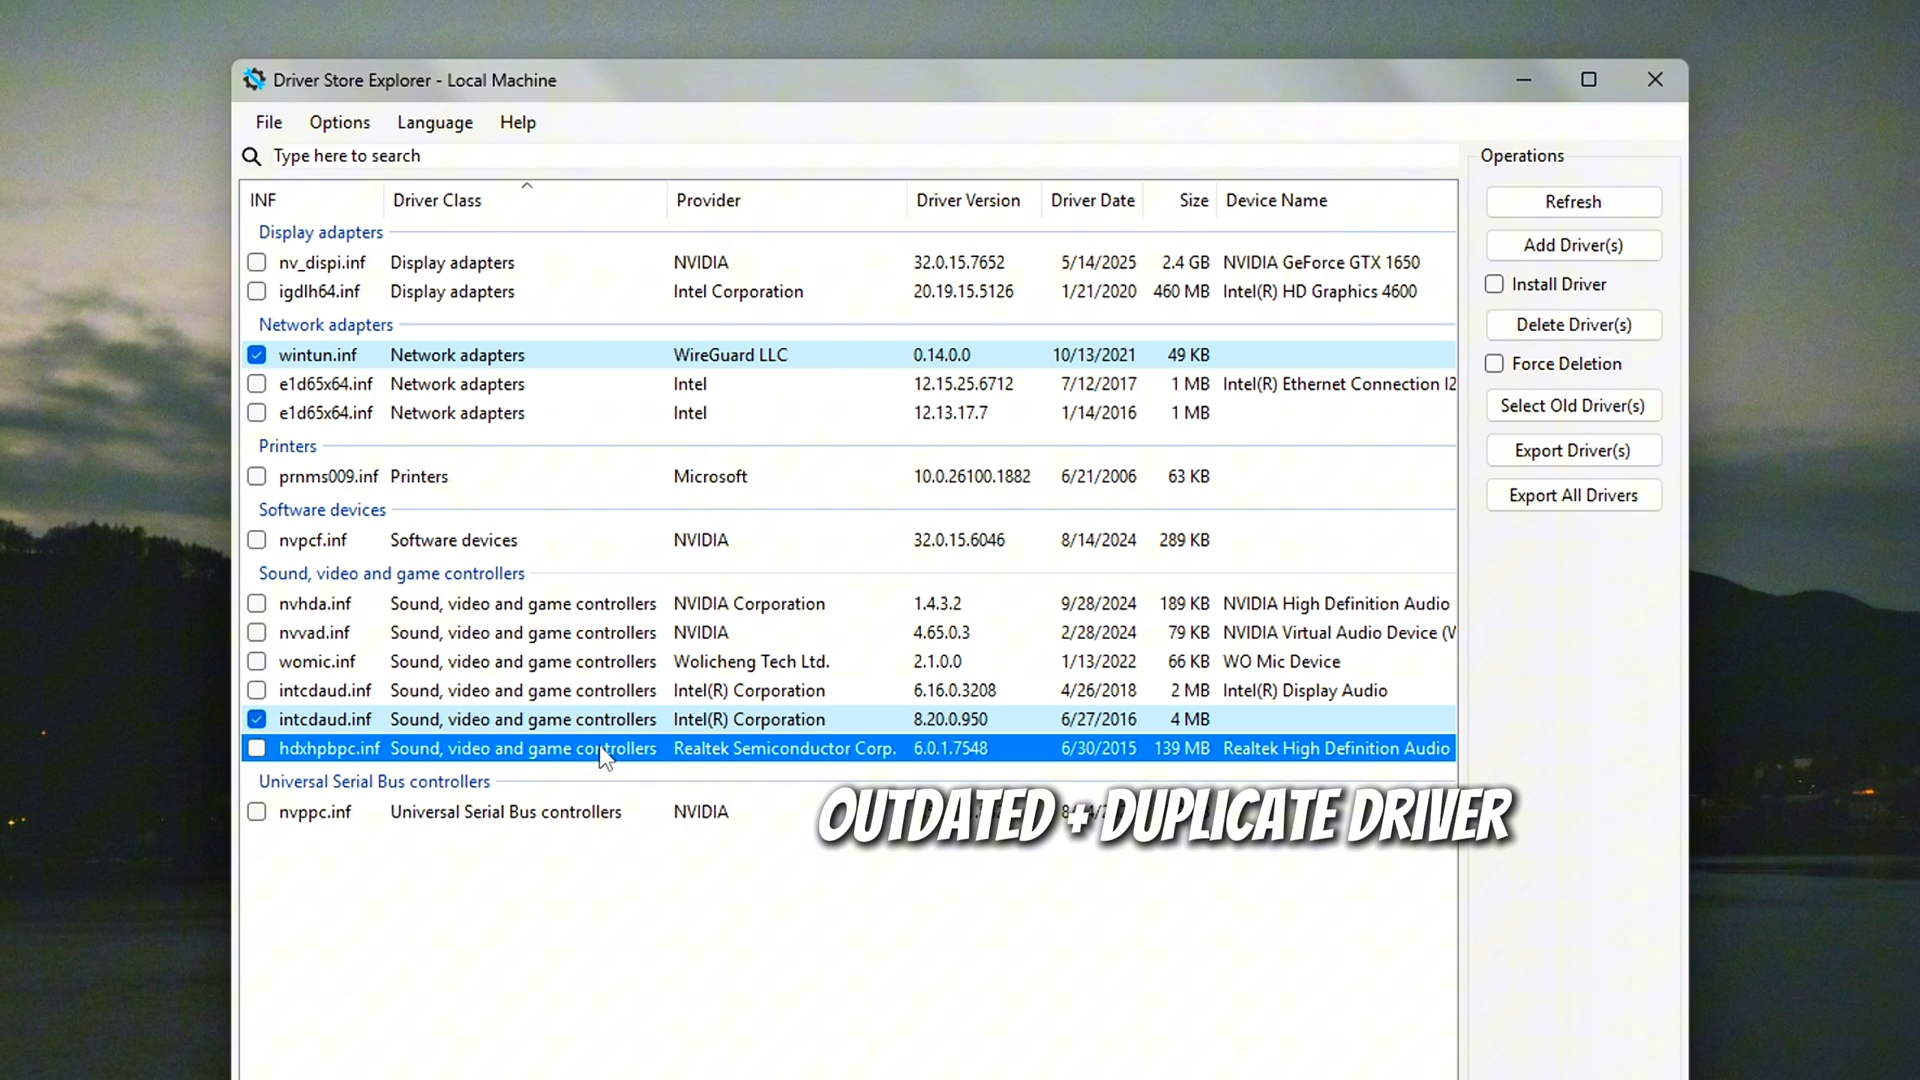 Driver Store Explorer - Local Machine
File Options Language Help
Type here to search
INF Driver Class Provider Driver Version Driver Date Size Device Name
Display adapters
nv_dispi.inf Display adapters NVIDIA 32.0.15.7652 5/14/2025 2.4 GB NVIDIA GeForce GTX 1650
igdlh64.inf Display adapters Intel Corporation 20.19.15.5126 1/21/2020 460 MB Intel(R) HD Graphics 4600
Network adapters
wintun.inf Network adapters WireGuard LLC 0.14.0.0 10/13/2021 49 KB
e1d65x64.inf Network adapters Intel 12.15.25.6712 7/12/2017 1 MB Intel(R) Ethernet Connection I2
e1d65x64.inf Network adapters Intel 12.13.17.7 1/14/2016 1 MB
Printers
prnms009.inf Printers Microsoft 10.0.26100.1882 6/21/2006 63 KB
Software devices
nvpcf.inf Software devices NVIDIA 32.0.15.6046 8/14/2024 289 KB
Sound, video and game controllers
nvhda.inf Sound, video and game controllers NVIDIA Corporation 1.4.3.2 9/28/2024 189 KB NVIDIA High Definition Audio
nvvad.inf Sound, video and game controllers NVIDIA 4.65.0.3 2/28/2024 79 KB NVIDIA Virtual Audio Device (W
womic.inf Sound, video and game controllers Wolicheng Tech Ltd. 2.1.0.0 1/13/2022 66 KB WO Mic Device
intcdaud.inf Sound, video and game controllers Intel(R) Corporation 6.16.0.3208 4/26/2018 2 MB Intel(R) Display Audio
intcdaud.inf Sound, video and game controllers Intel(R) Corporation 8.20.0.950 6/27/2016 4 MB
hdxhpbpc.inf Sound, video and game controllers Realtek Semiconductor Corp. 6.0.1.7548 6/30/2015 139 MB Realtek High Definition Audio
Universal Serial Bus controllers
nvppc.inf Universal Serial Bus controllers NVIDIA
OUTDATED + DUPLICATE DRIVER
Operations
Refresh
Add Driver(s)
Install Driver
Delete Driver(s)
Force Deletion
Select Old Driver(s)
Export Driver(s)
Export All Drivers